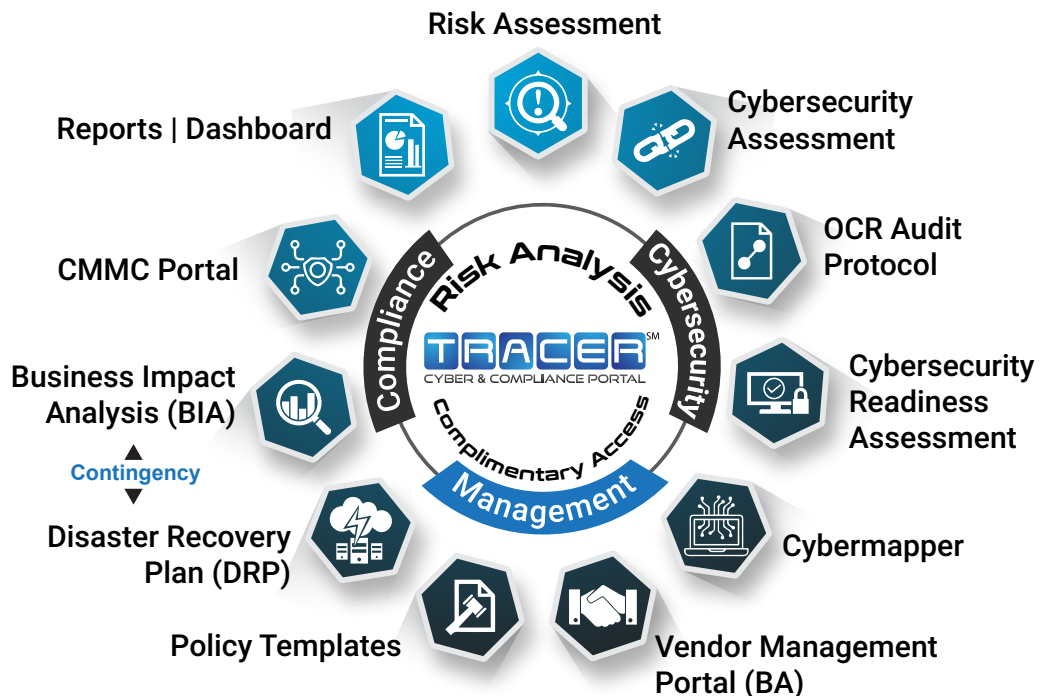 Risk Assessment
Cybersecurity
Assessment
OCR Audit
Protocol
Cybersecurity
Readiness
Assessment
Cybermapper
Vendor Management
Portal (BA)
Policy Templates
Disaster Recovery
Plan (DRP)
Contingency
Business Impact
Analysis (BIA)
CMMC Portal
Reports | Dashboard
Compliance
Cybersecurity
Management
Risk Analysis
TRACER SM
CYBER & COMPLIANCE PORTAL
Complimentary Access